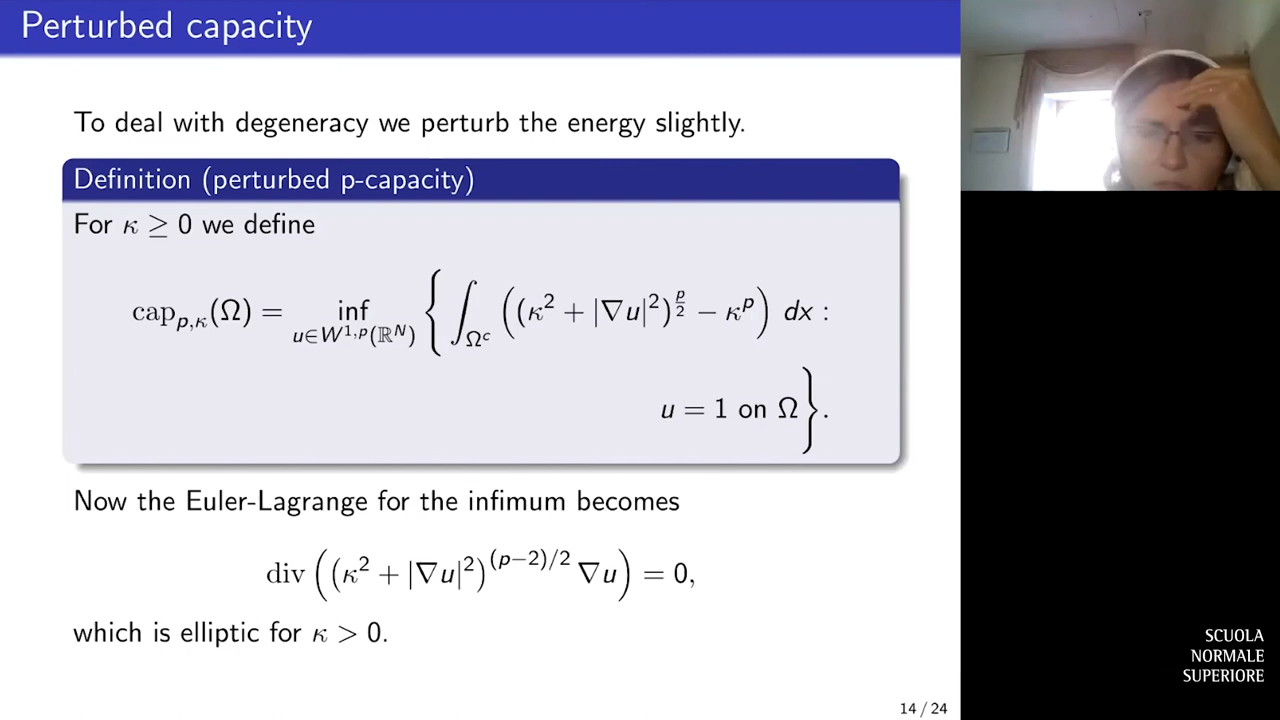 Perturbed capacity
To deal with degeneracy we perturb the energy slightly.
Definition (perturbed p-capacity)
For κ ≥ 0 we define
cap_{p,κ}(Ω) = inf_{u∈W^{1,p}(ℝ^N)} { ∫_{Ω^c} ((κ² + |∇u|²)^{p/2} − κ^p) dx :
u = 1 on Ω }.
Now the Euler-Lagrange for the infimum becomes
div ((κ² + |∇u|²)^{(p−2)/2} ∇u) = 0,
which is elliptic for κ > 0.
14 / 24
SCUOLA
NORMALE
SUPERIORE